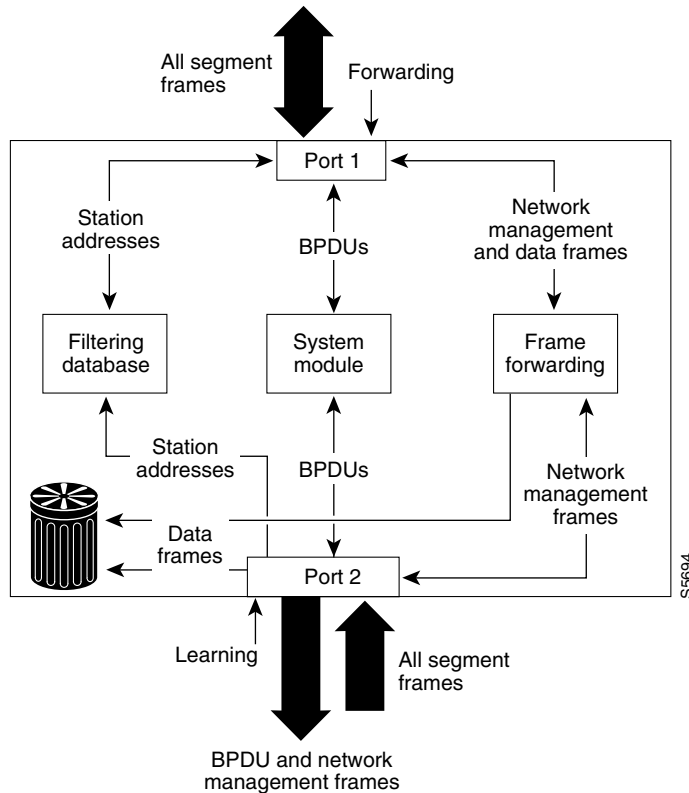 All segment
frames
Forwarding
Port 1
Station
addresses
BPDUs
Network
management
and data frames
Filtering
database
System
module
Frame
forwarding
Station
addresses
BPDUs
Network
management
frames
Data
frames
Port 2
S5694
Learning
All segment
frames
BPDU and network
management frames